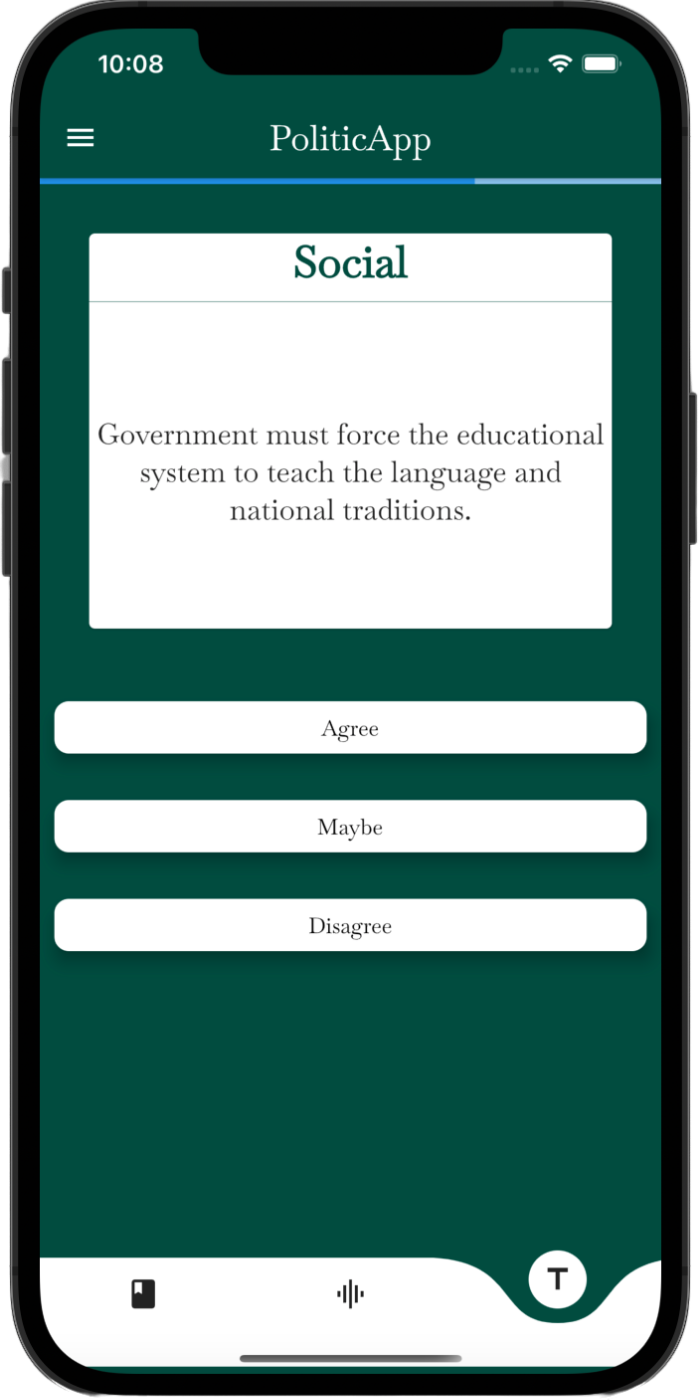 10:08
PoliticApp
Social
Government must force the educational
system to teach the language and
national traditions.
Agree
Maybe
Disagree
T